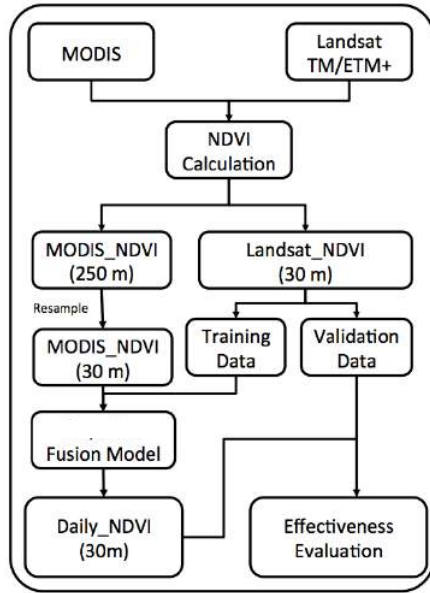 MODIS
Landsat
TM/ETM+
NDVI
Calculation
MODIS_NDVI
(250 m)
Landsat_NDVI
(30 m)
Resample
MODIS_NDVI
(30 m)
Training
Data
Validation
Data
Fusion Model
Daily_NDVI
(30m)
Effectiveness
Evaluation